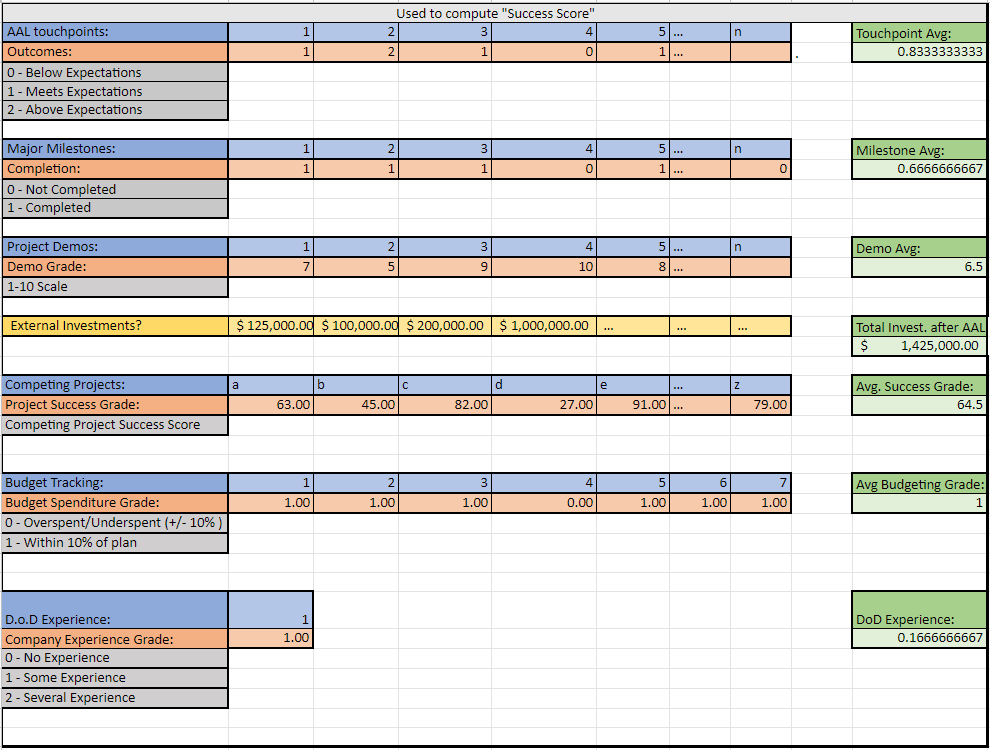 Used to compute "Success Score"
AAL touchpoints: 1 2 3 4 5 ... n Touchpoint Avg:
Outcomes: 1 2 1 0 1 ... . 0.8333333333
0 - Below Expectations
1 - Meets Expectations
2 - Above Expectations
Major Milestones: 1 2 3 4 5 ... n Milestone Avg:
Completion: 1 1 1 0 1 ... 0 0.6666666667
0 - Not Completed
1 - Completed
Project Demos: 1 2 3 4 5 ... n Demo Avg:
Demo Grade: 7 5 9 10 8 ... 6.5
1-10 Scale
External Investments? $ 125,000.00 $ 100,000.00 $ 200,000.00 $ 1,000,000.00 ... ... ... Total Invest. after AAL
$ 1,425,000.00
Competing Projects: a b c d e ... z Avg. Success Grade:
Project Success Grade: 63.00 45.00 82.00 27.00 91.00 ... 79.00 64.5
Competing Project Success Score
Budget Tracking: 1 2 3 4 5 6 7 Avg Budgeting Grade:
Budget Spenditure Grade: 1.00 1.00 1.00 0.00 1.00 1.00 1.00 1
0 - Overspent/Underspent (+/- 10% )
1 - Within 10% of plan
D.o.D Experience: 1 DoD Experience:
Company Experience Grade: 1.00 0.1666666667
0 - No Experience
1 - Some Experience
2 - Several Experience